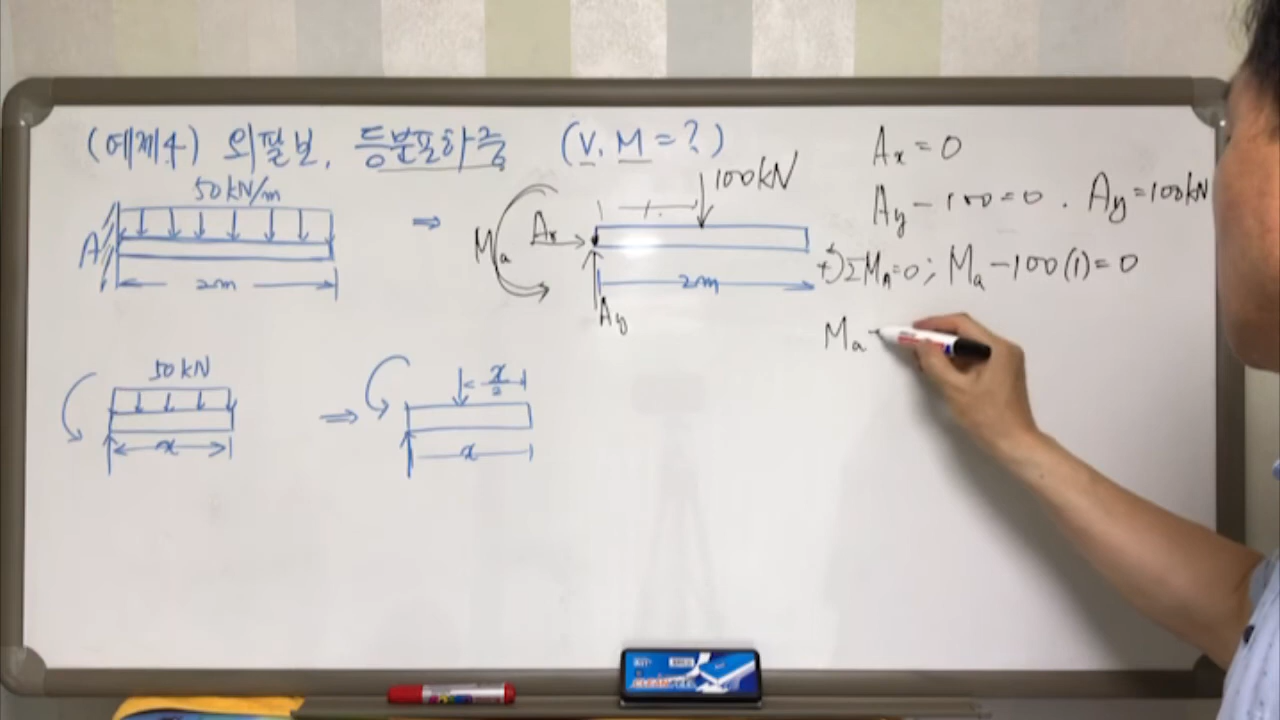 (예제4) 외팔보, 등분포하중 (V, M = ?)
50kN/m
A
2m
⇒
100kN
1
Ma
Ax
Ay
2m
Ax = 0
Ay - 100 = 0 . Ay = 100kN
+) ΣMA = 0 ; Ma - 100(1) = 0
Ma -
50kN
x
⇒
x/2
x
CLEAN